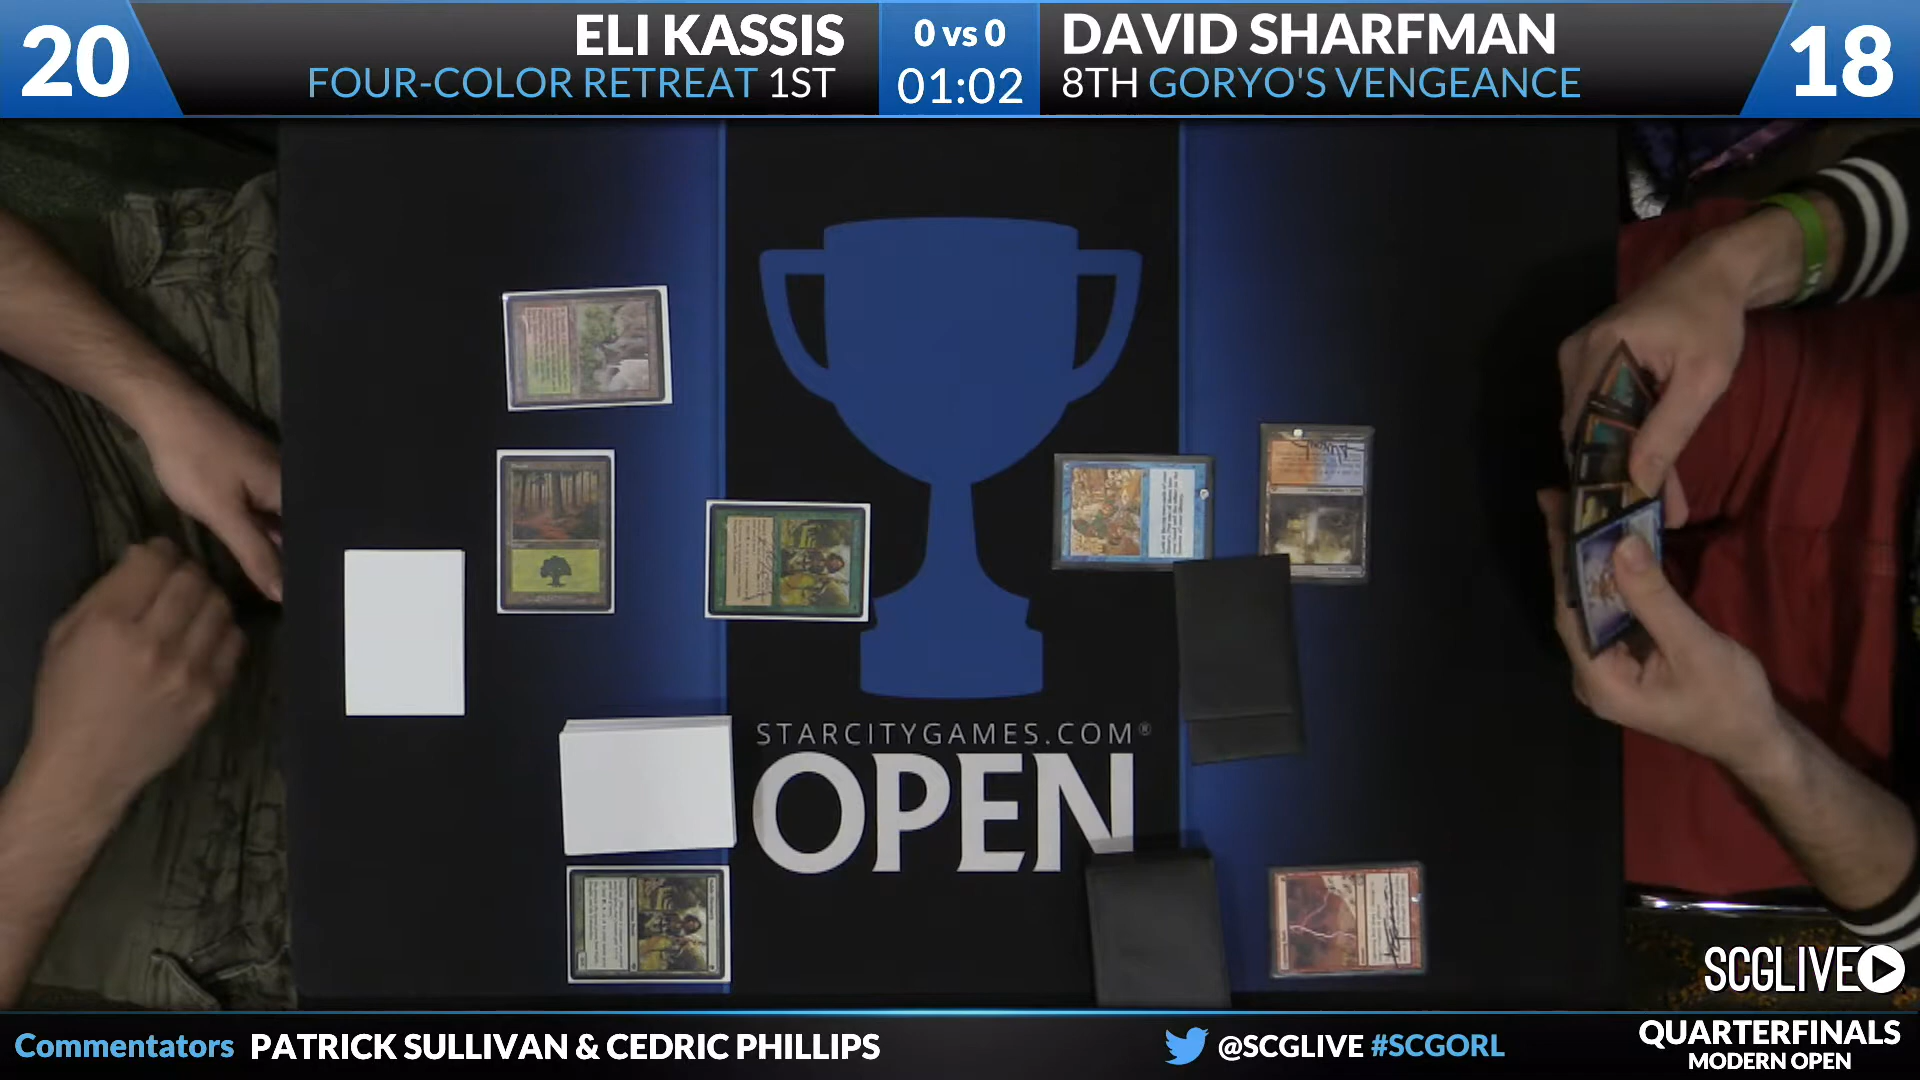 20
ELI KASSIS
FOUR-COLOR RETREAT 1ST
0 vs 0
01:02
DAVID SHARFMAN
8TH GORYO'S VENGEANCE
18
STARCITYGAMES.COM®
OPEN
SCGLIVE
Commentators PATRICK SULLIVAN & CEDRIC PHILLIPS
@SCGLIVE #SCGORL
QUARTERFINALS
MODERN OPEN